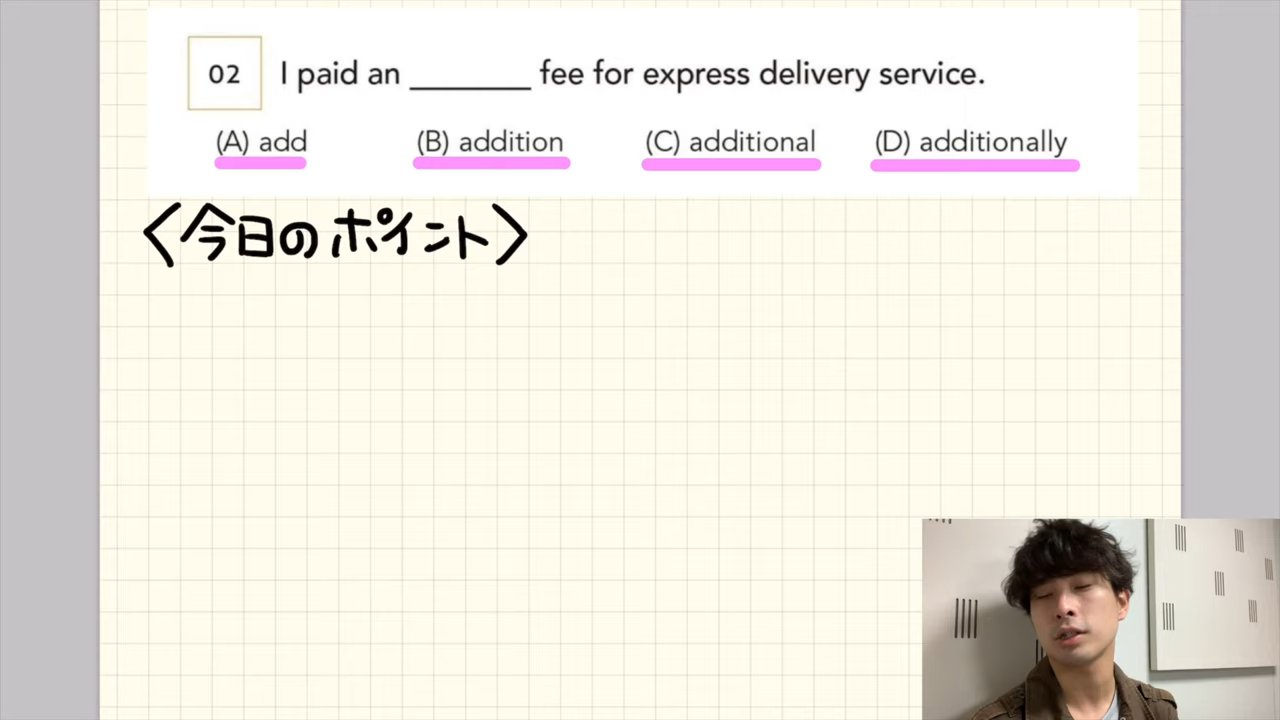 02 I paid an ________ fee for express delivery service.
(A) add (B) addition (C) additional (D) additionally
〈今日のポイント〉